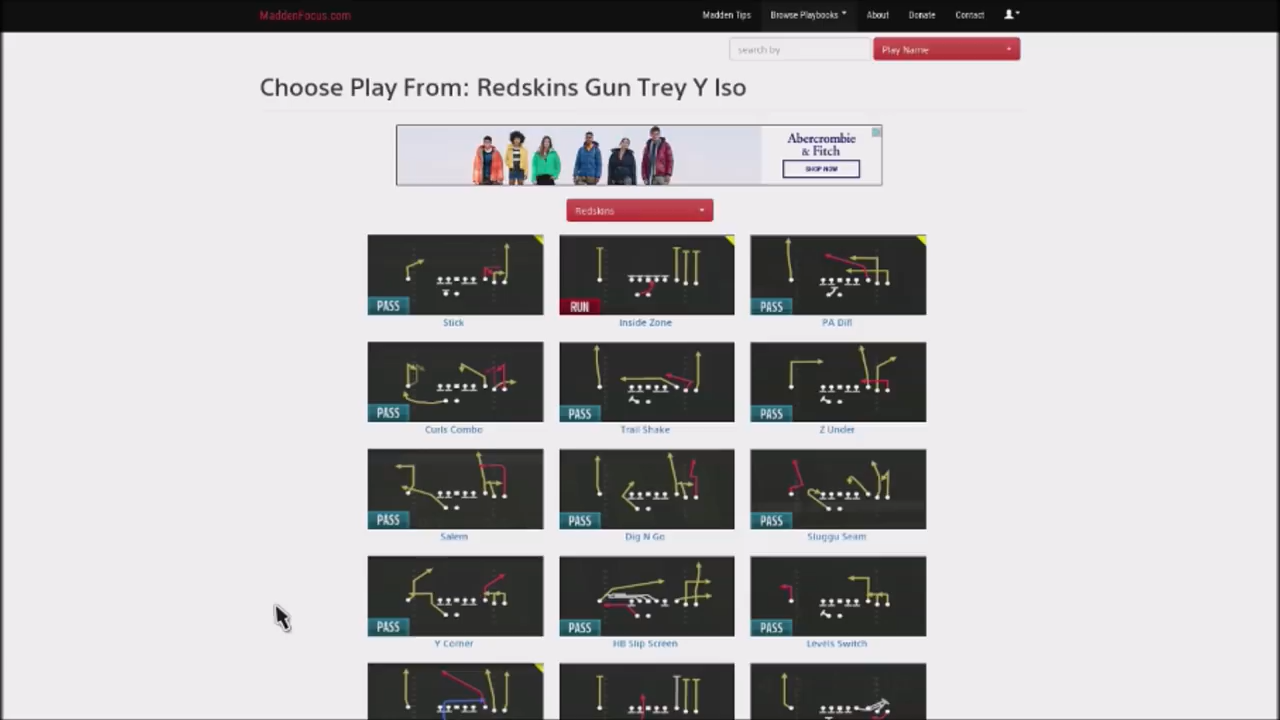 MaddenFocus.com
Madden Tips Browse Playbooks About Donate Contact
search by Play Name
Choose Play From: Redskins Gun Trey Y Iso
Abercrombie
& Fitch
SHOP NOW
Redskins
PASS RUN PASS
Stick Inside Zone PA Difl
PASS PASS PASS
Curls Combo Trail Shake Z Under
PASS PASS PASS
Salem Dig N Go Sluggu Seam
PASS PASS PASS
Y Corner HB Slip Screen Levels Switch